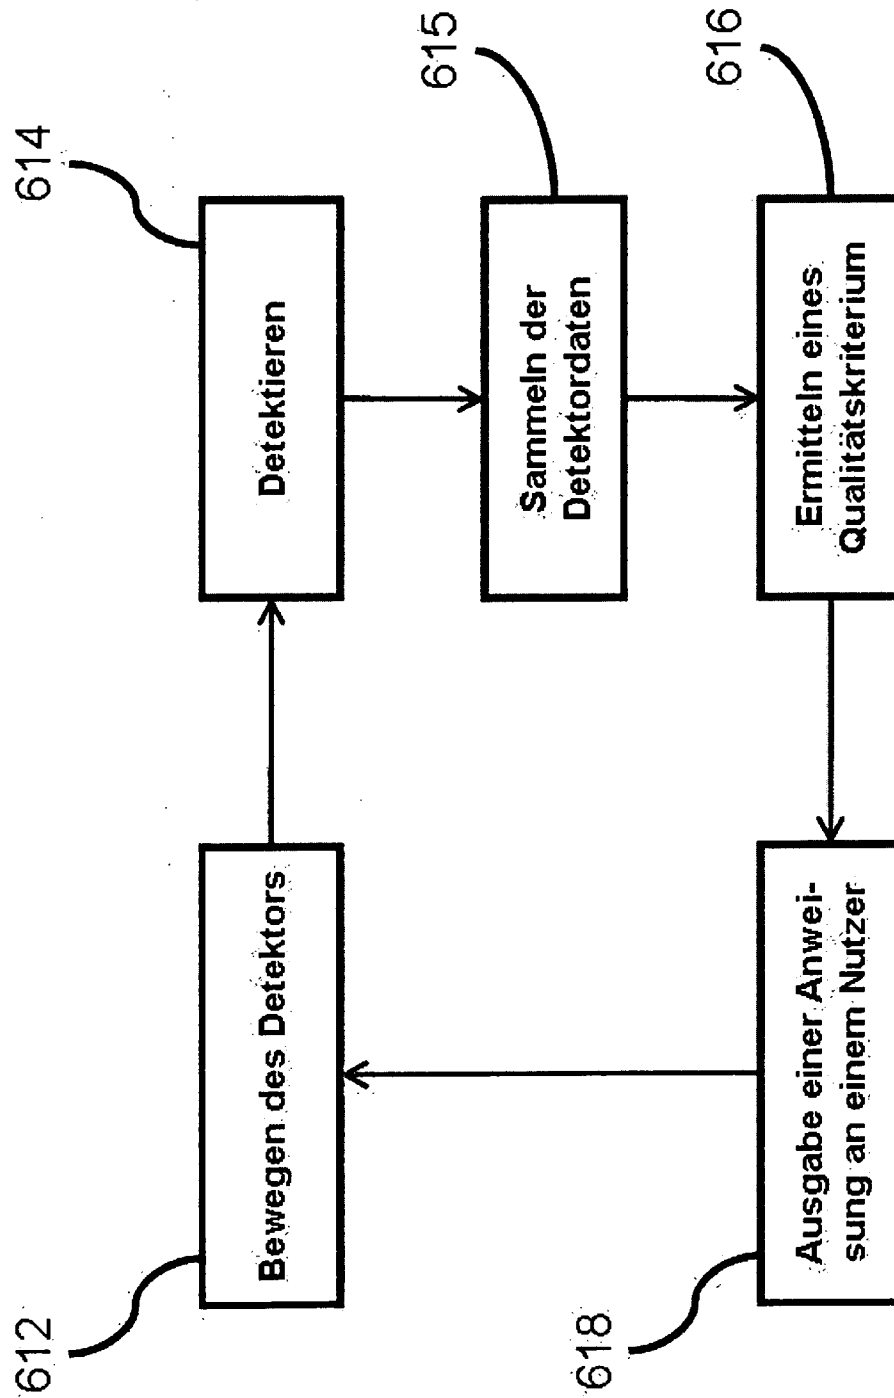 612
Bewegen des Detektors
614
Detektieren
615
Sammeln der
Detektordaten
616
Ermitteln eines
Qualitätskriterium
618
Ausgabe einer Anwei-
sung an einem Nutzer